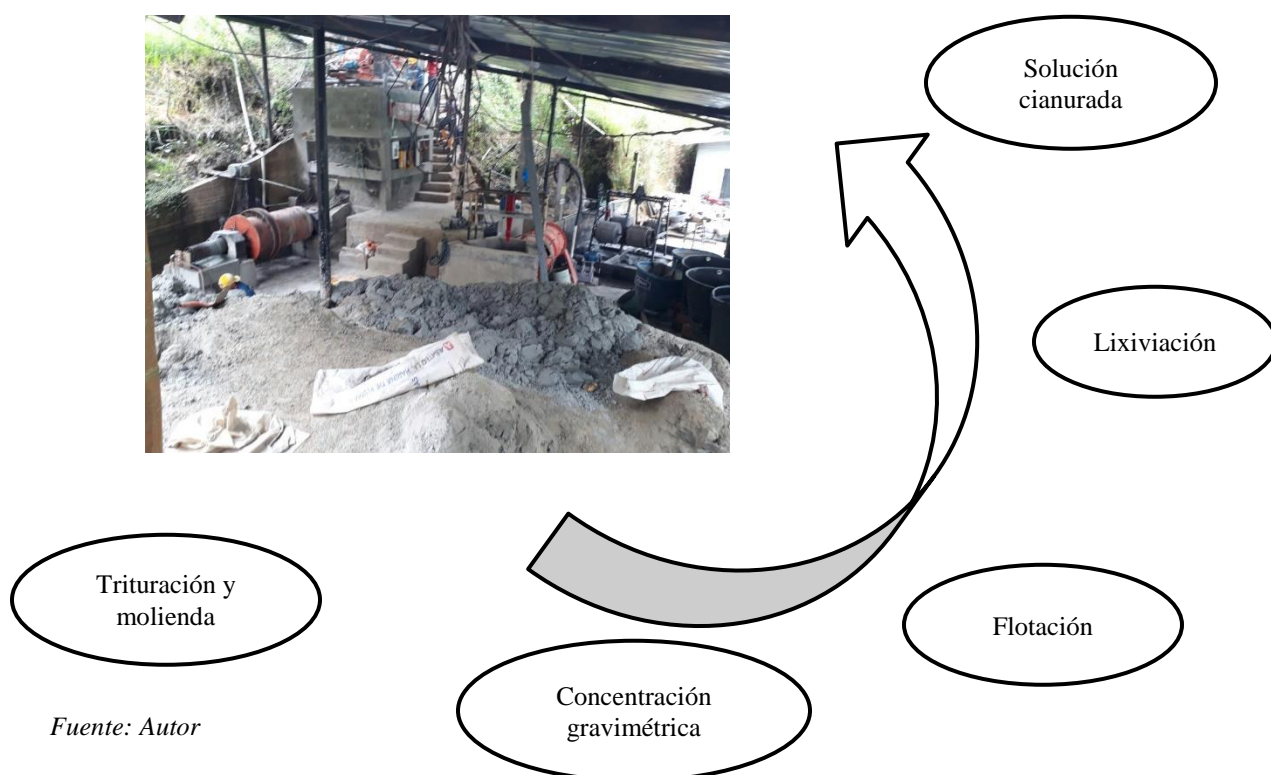 Solución
cianurada
Lixiviación
Flotación
Concentración
gravimétrica
Trituración y
molienda
Fuente: Autor